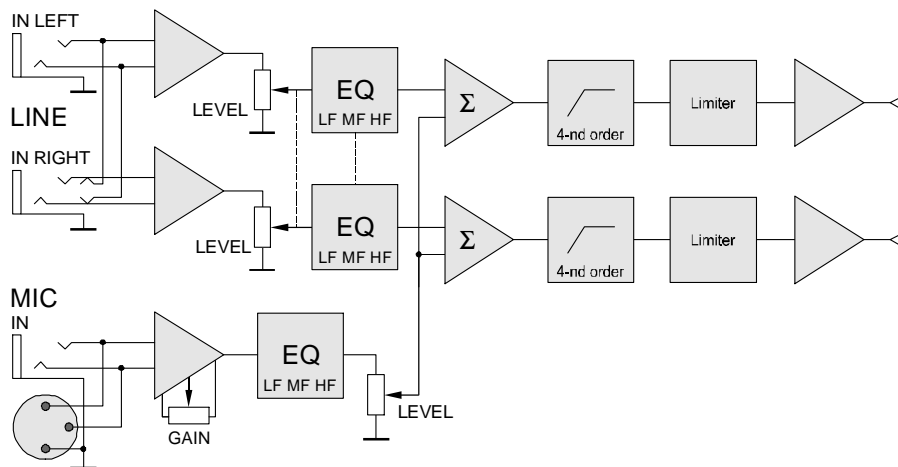 IN LEFT
LINE
LEVEL
EQ
LF MF HF
Σ
4-nd order
Limiter
IN RIGHT
LEVEL
EQ
LF MF HF
Σ
4-nd order
Limiter
MIC
IN
GAIN
EQ
LF MF HF
LEVEL